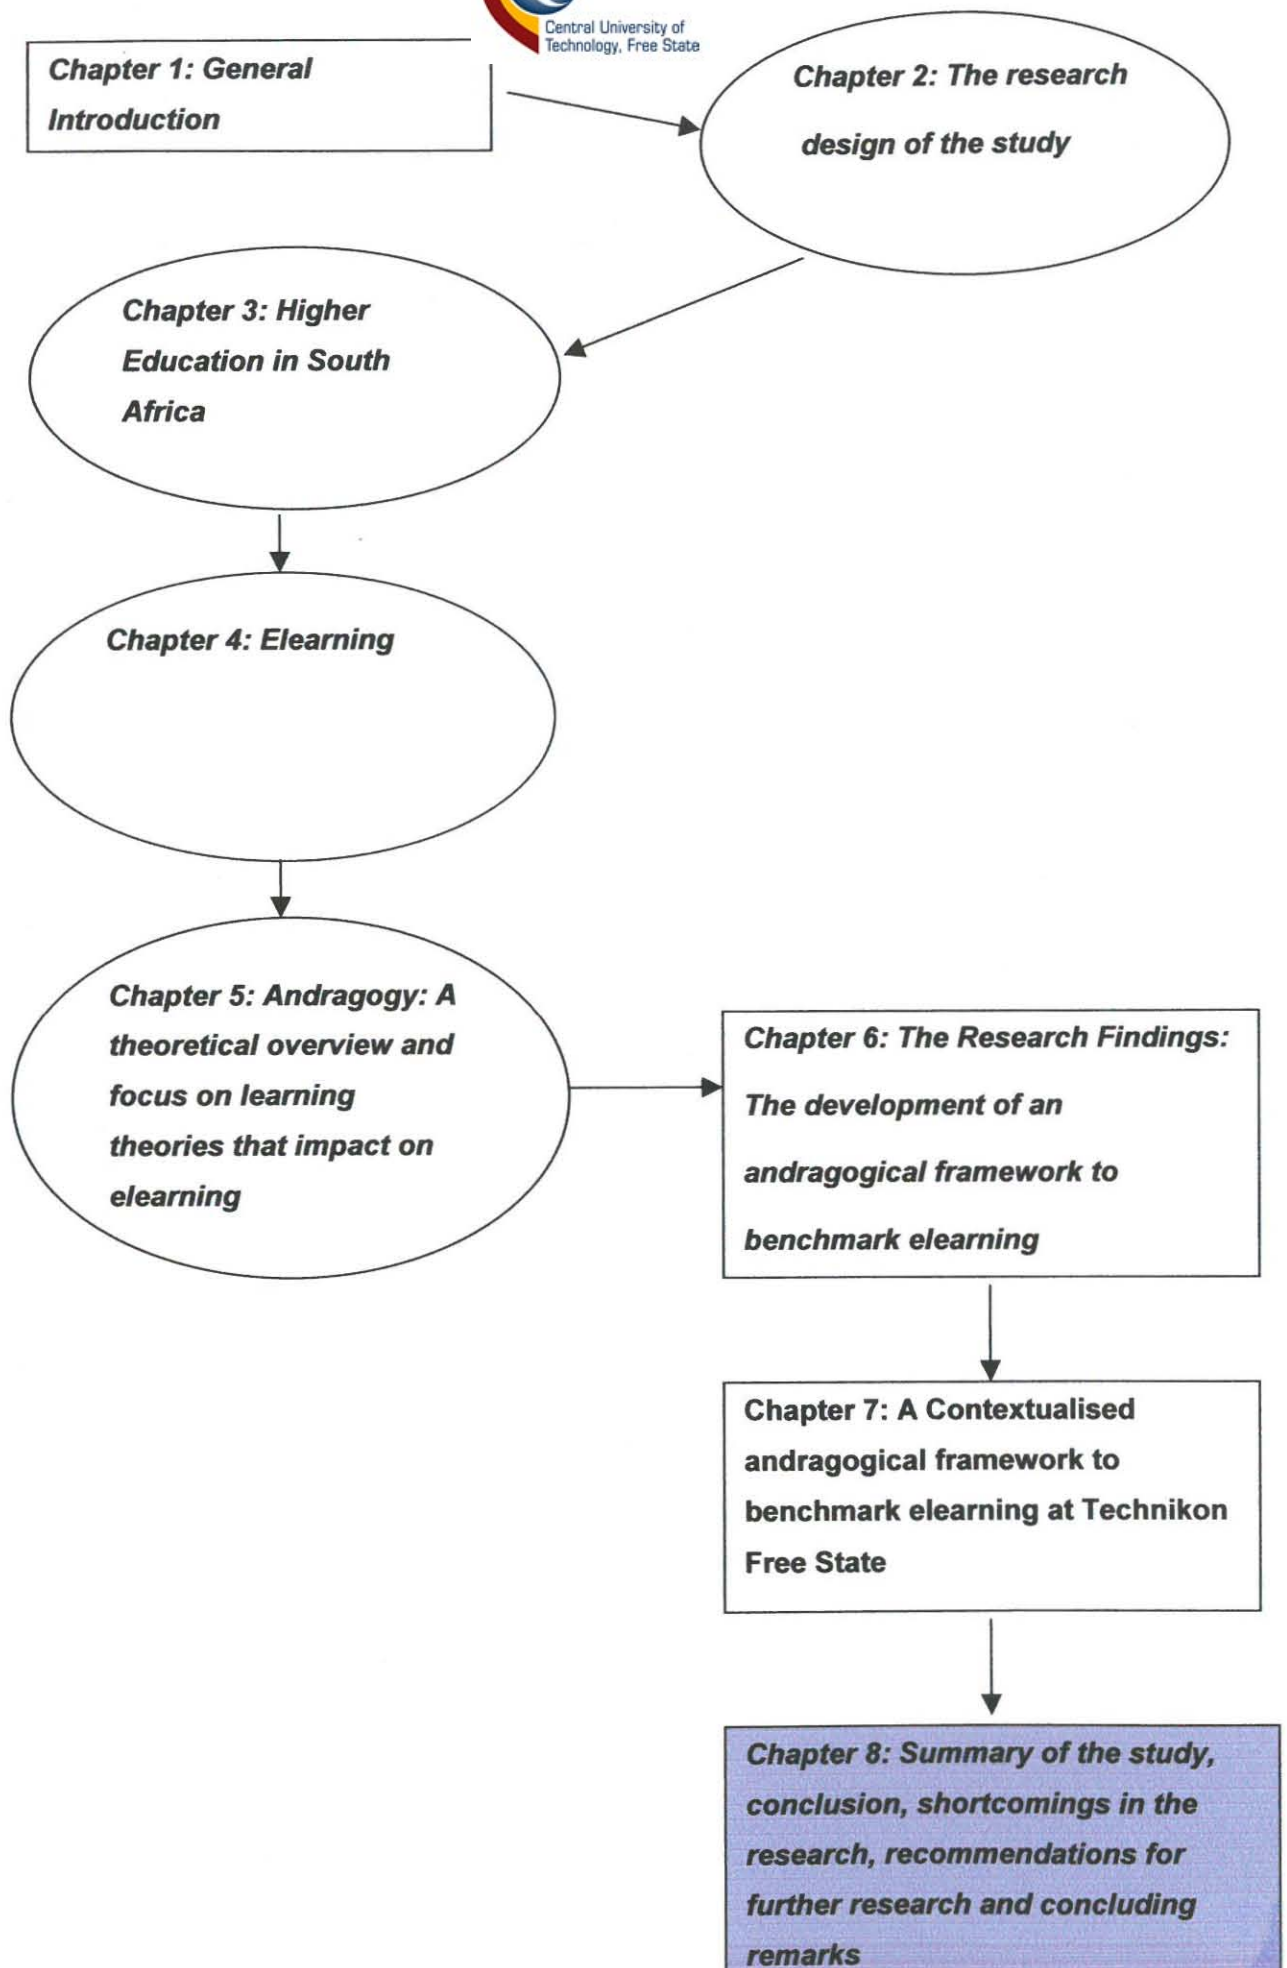 Central University of
Technology, Free State
Chapter 1: General
Introduction
Chapter 2: The research
design of the study
Chapter 3: Higher
Education in South
Africa
Chapter 4: Elearning
Chapter 5: Andragogy: A
theoretical overview and
focus on learning
theories that impact on
elearning
Chapter 6: The Research Findings:
The development of an
andragogical framework to
benchmark elearning
Chapter 7: A Contextualised
andragogical framework to
benchmark elearning at Technikon
Free State
Chapter 8: Summary of the study,
conclusion, shortcomings in the
research, recommendations for
further research and concluding
remarks